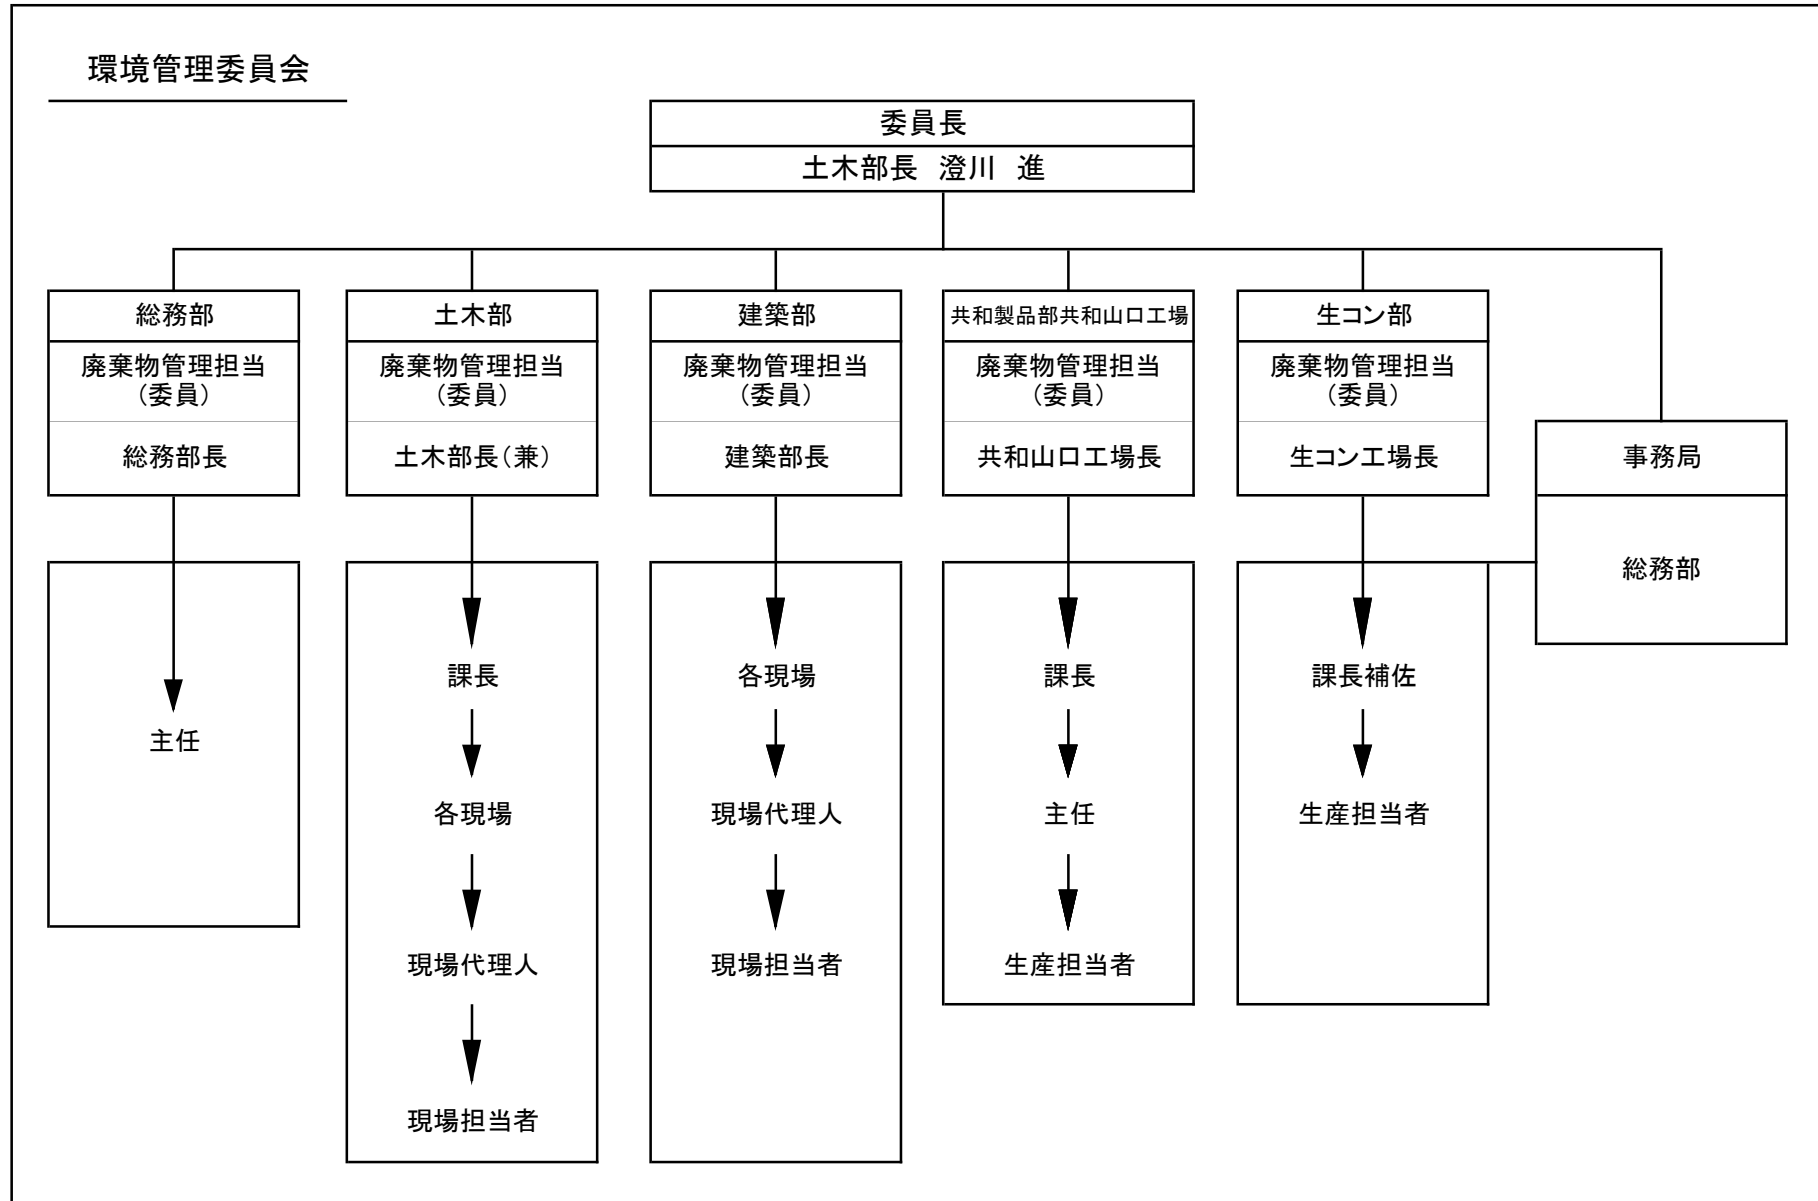 環境管理委員会
委員長
土木部長 澄川 進
総務部
廃棄物管理担当
（委員）
総務部長
主任
土木部
廃棄物管理担当
（委員）
土木部長（兼）
課長
各現場
現場代理人
現場担当者
建築部
廃棄物管理担当
（委員）
建築部長
各現場
現場代理人
現場担当者
共和製品部共和山口工場
廃棄物管理担当
（委員）
共和山口工場長
課長
主任
生産担当者
生コン部
廃棄物管理担当
（委員）
生コン工場長
課長補佐
生産担当者
事務局
総務部